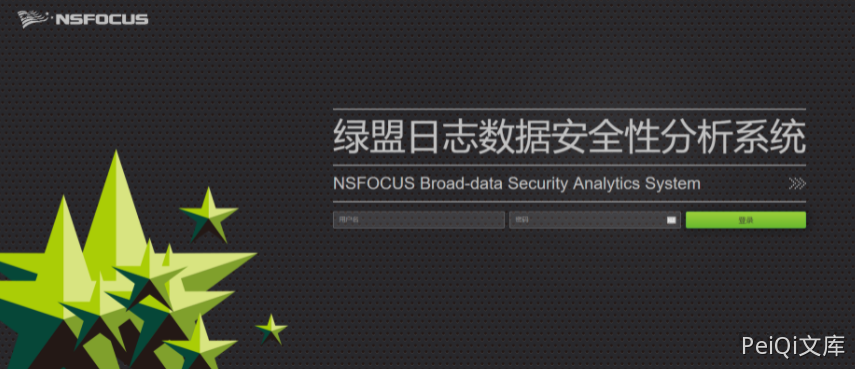 NSFOCUS
绿盟日志数据安全性分析系统
NSFOCUS Broad-data Security Analytics System
用户名
密码
登录
PeiQi文库